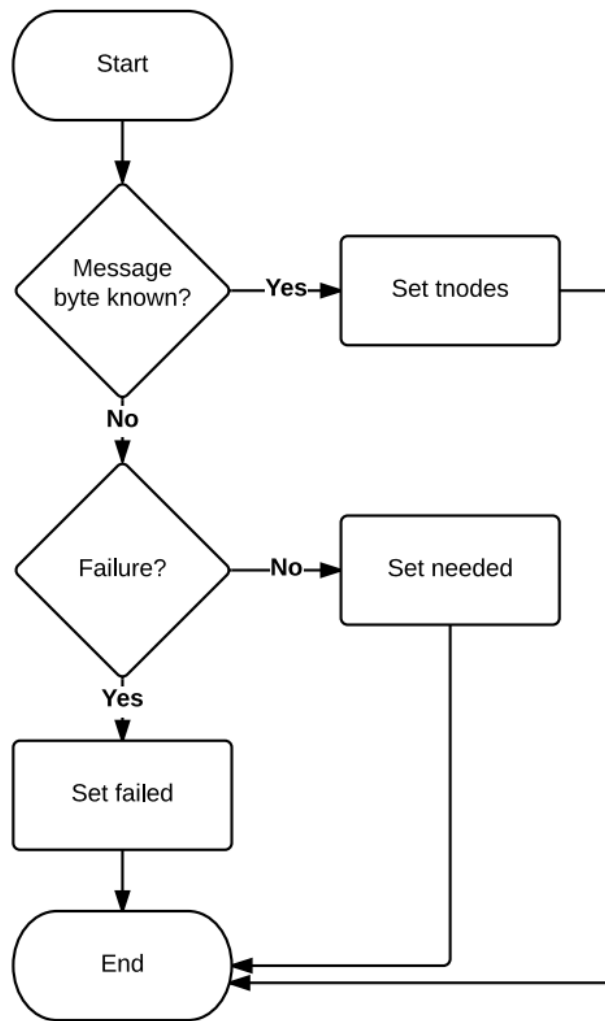 Start
Message
byte known?
Yes
Set tnodes
No
Failure?
No
Set needed
Yes
Set failed
End